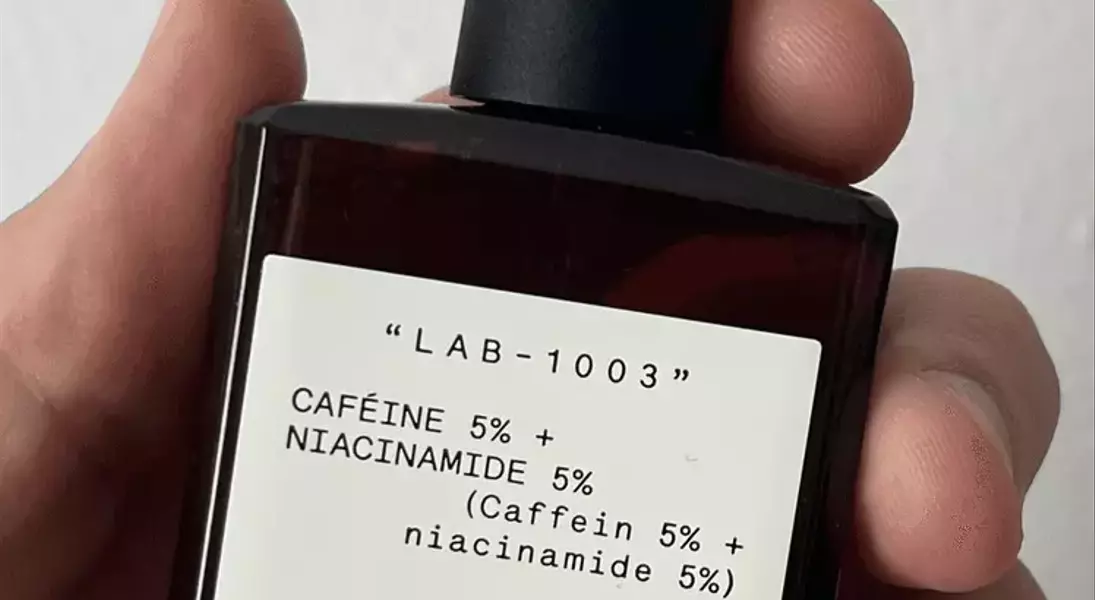 “LAB-1003”
CAFÉINE 5% +
NIACINAMIDE 5%
(Caffein 5% +
niacinamide 5%)